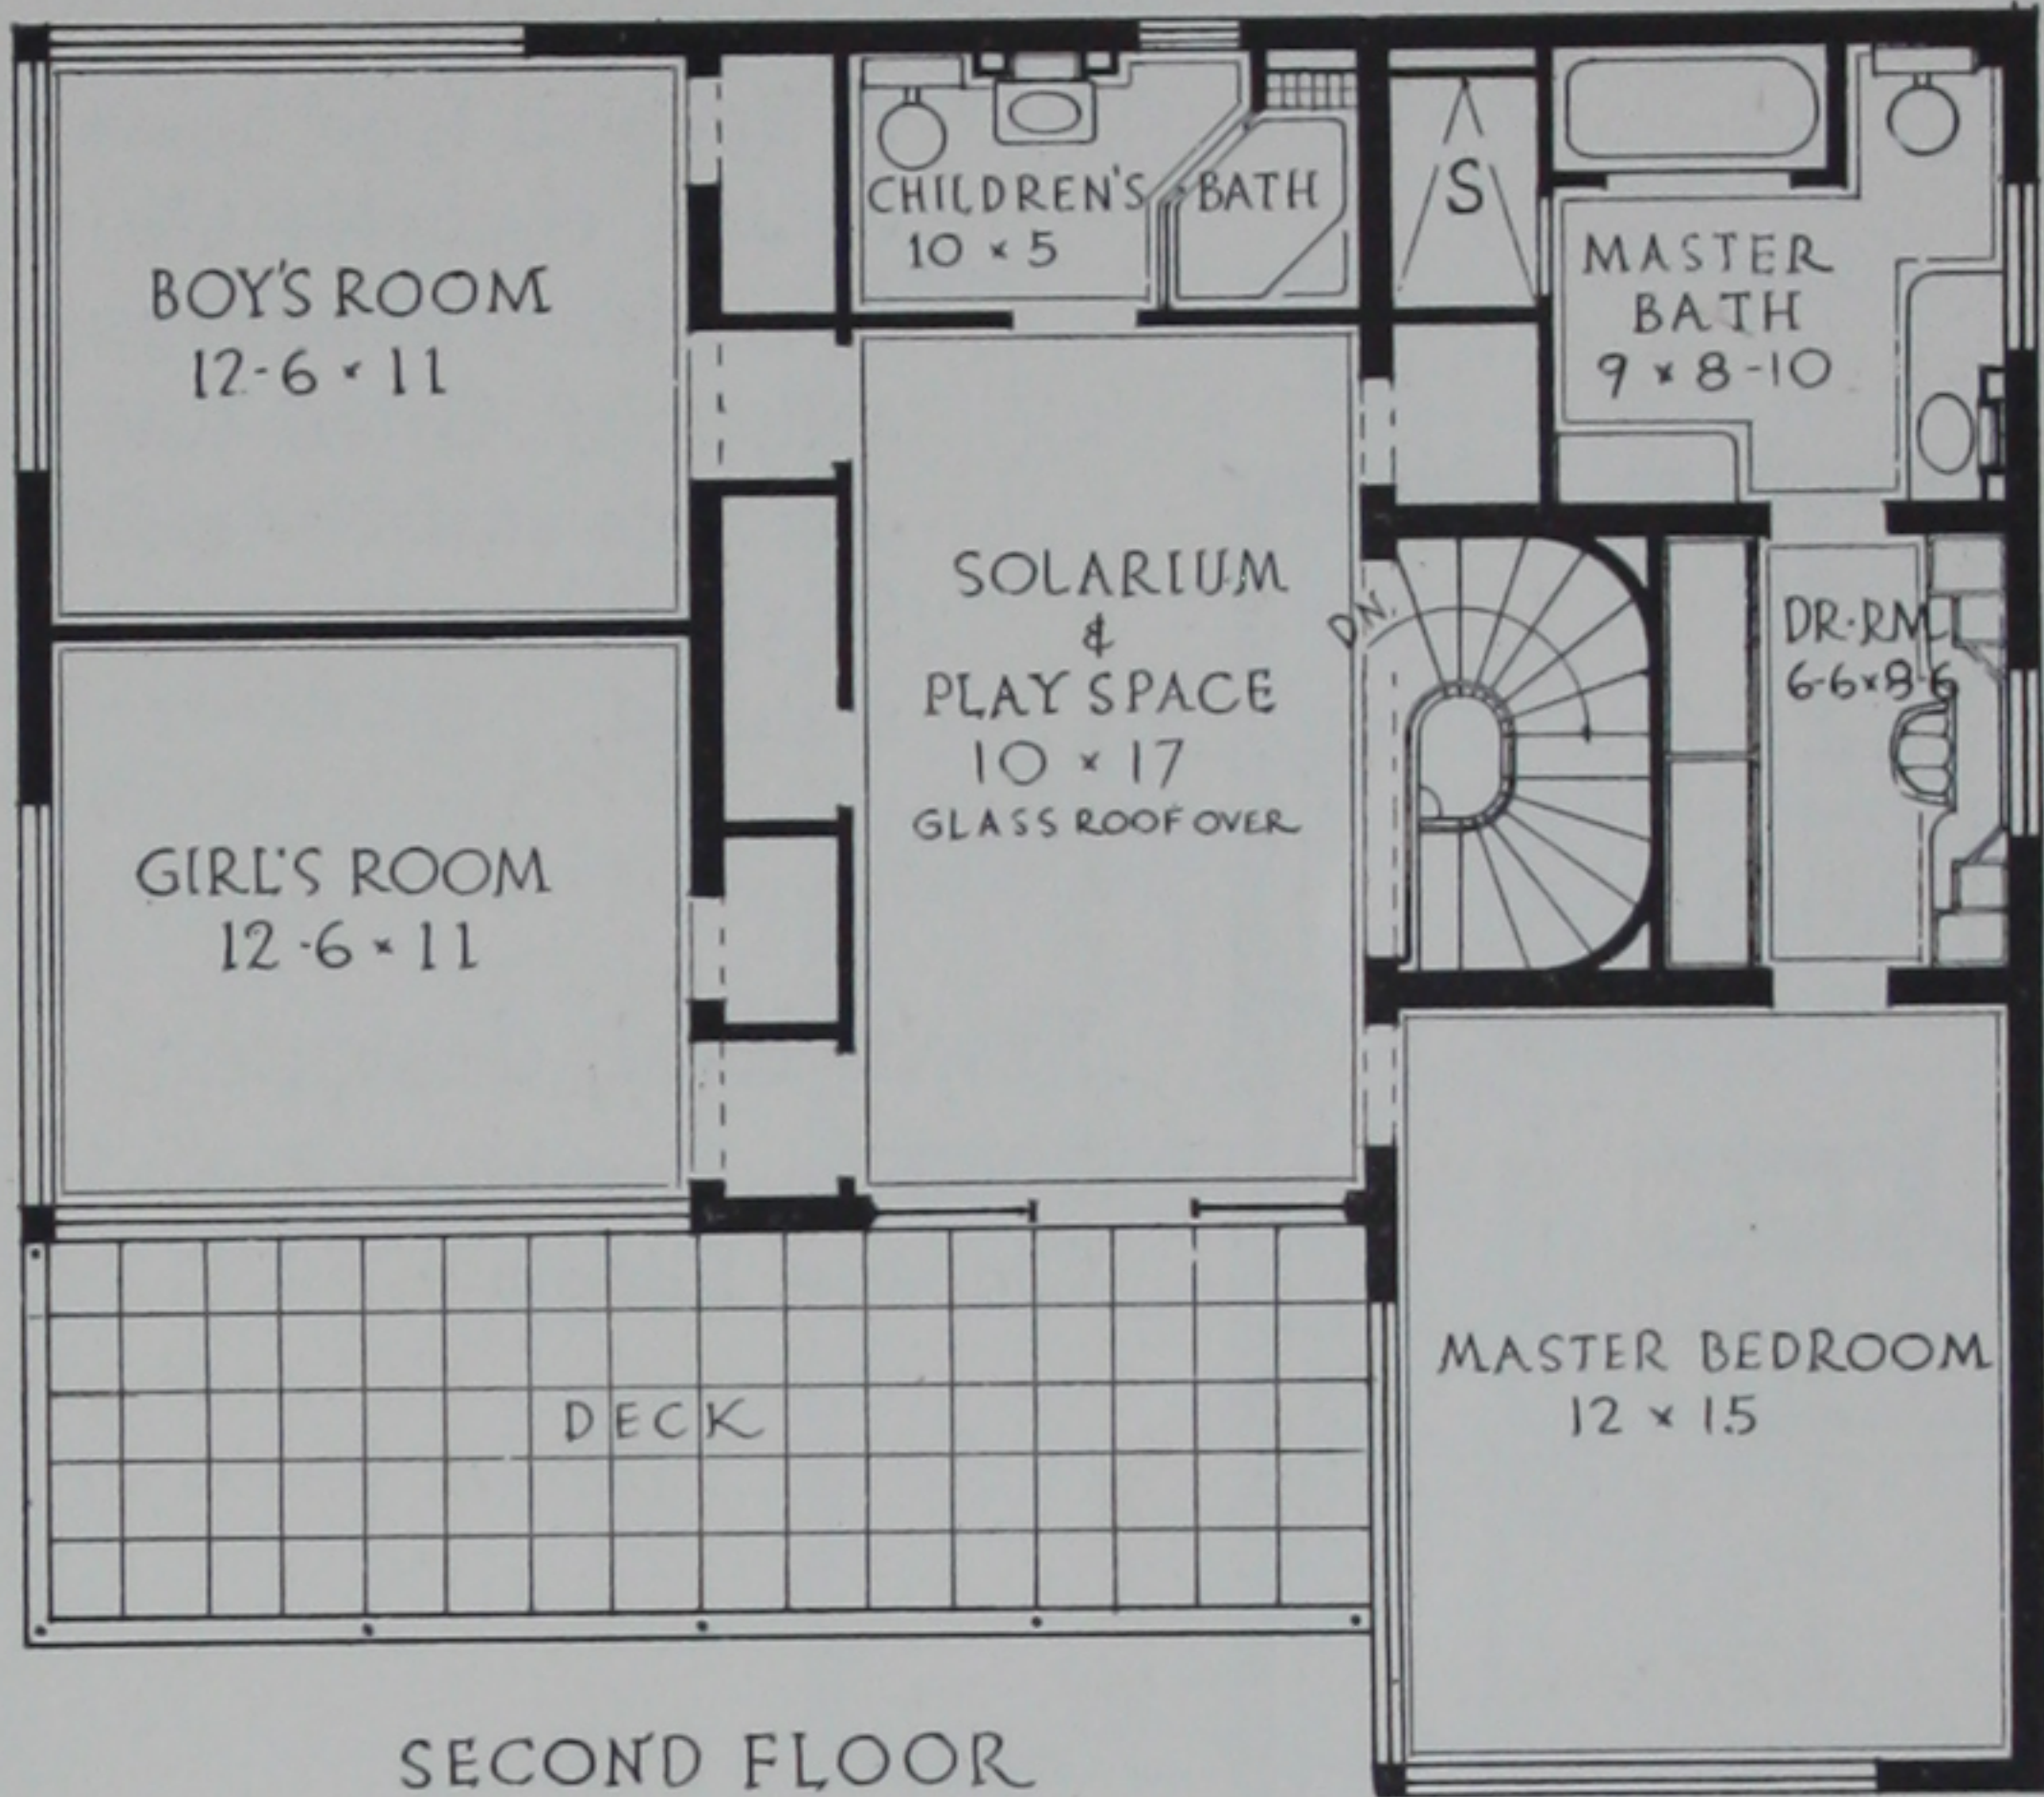 BOY'S ROOM
12-6 × 11
CHILDREN'S BATH
10 × 5
S
MASTER
BATH
9 × 8-10
SOLARIUM
&
PLAY SPACE
10 × 17
GLASS ROOF OVER
DN.
DR-RM
6-6×8-6
GIRL'S ROOM
12-6 × 11
DECK
MASTER BEDROOM
12 × 15
SECOND FLOOR